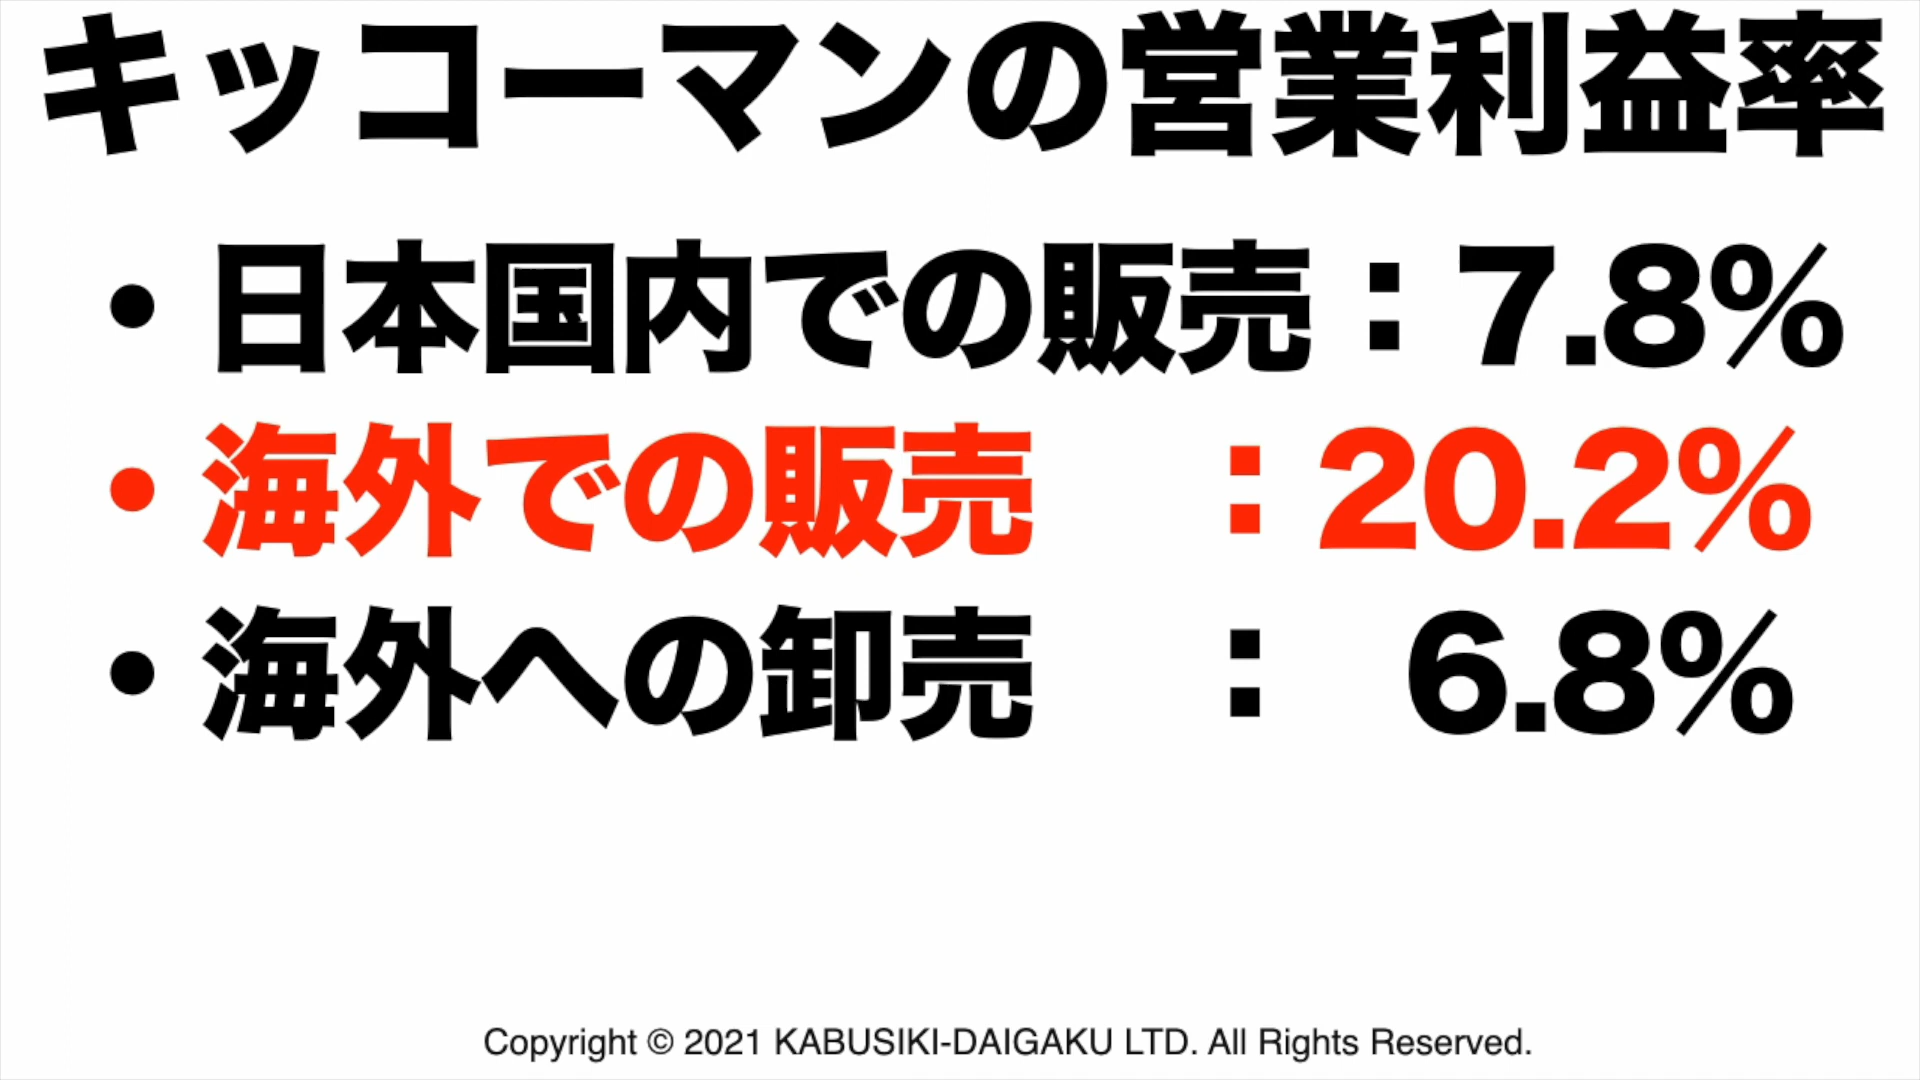 キッコーマンの営業利益率
・日本国内での販売：7.8%
・海外での販売　：20.2%
・海外への卸売　： 6.8%
Copyright © 2021 KABUSIKI-DAIGAKU LTD. All Rights Reserved.